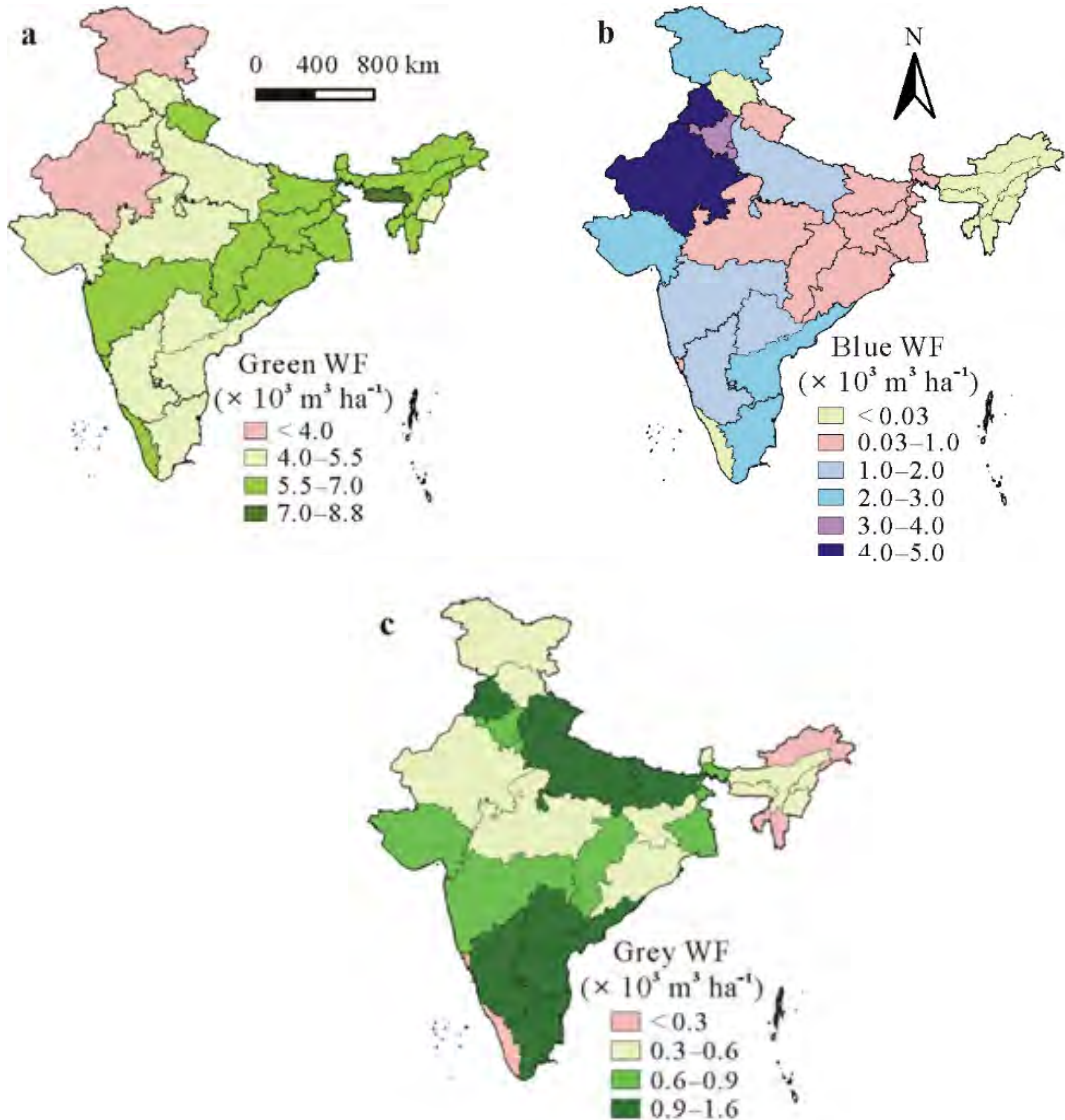 a
0 400 800 km
Green WF
(× 10³ m³ ha⁻¹)
< 4.0
4.0–5.5
5.5–7.0
7.0–8.8
b
N
Blue WF
(× 10³ m³ ha⁻¹)
< 0.03
0.03–1.0
1.0–2.0
2.0–3.0
3.0–4.0
4.0–5.0
c
Grey WF
(× 10³ m³ ha⁻¹)
<0.3
0.3–0.6
0.6–0.9
0.9–1.6